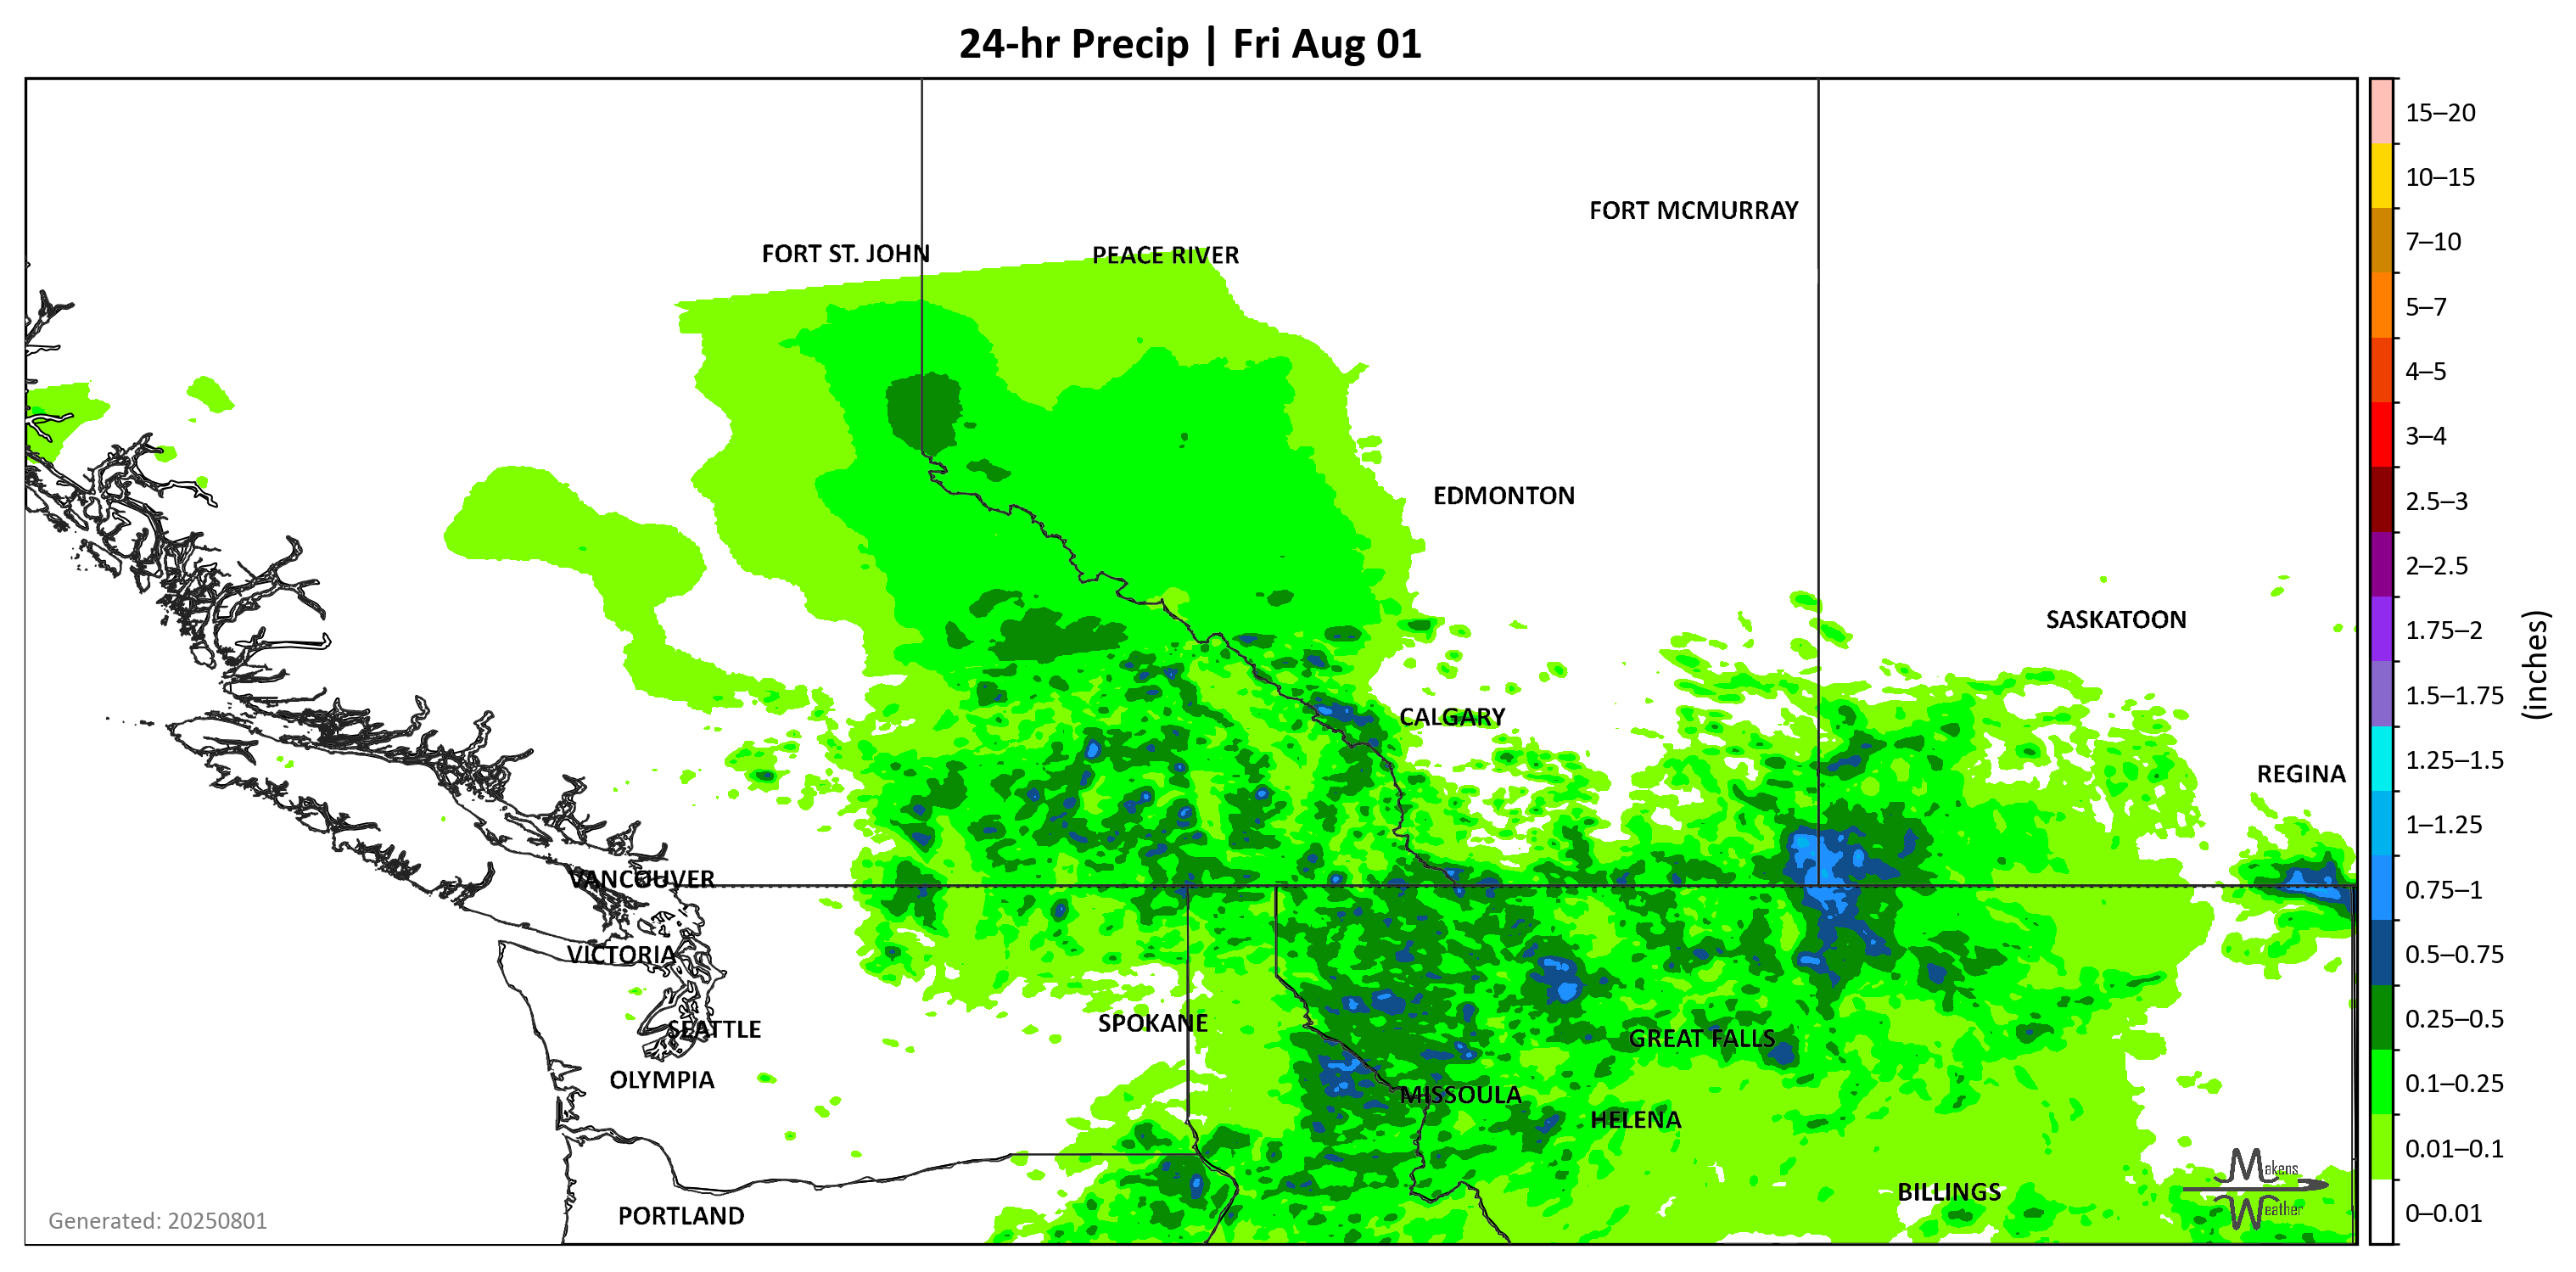 24-hr Precip | Fri Aug 01
FORT MCMURRAY
FORT ST. JOHN
PEACE RIVER
EDMONTON
SASKATOON
CALGARY
REGINA
VANCOUVER
VICTORIA
SPOKANE
SEATTLE
GREAT FALLS
OLYMPIA
MISSOULA
HELENA
BILLINGS
PORTLAND
Makens
Weather
Generated: 20250801
15–20
10–15
7–10
5–7
4–5
3–4
2.5–3
2–2.5
1.75–2
1.5–1.75
1.25–1.5
1–1.25
0.75–1
0.5–0.75
0.25–0.5
0.1–0.25
0.01–0.1
0–0.01
(inches)